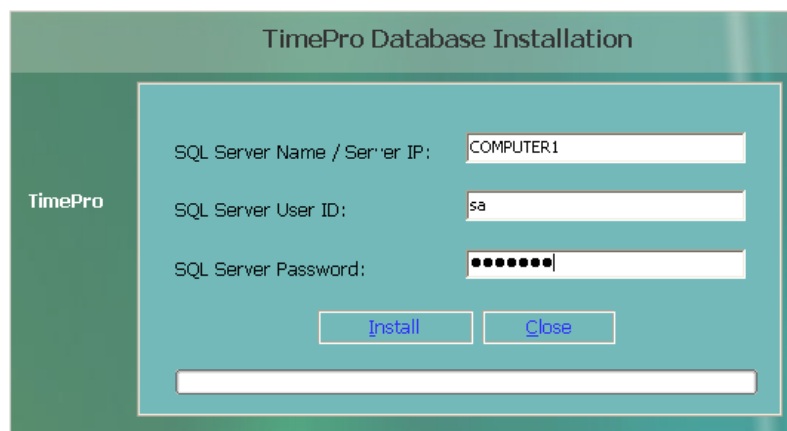 TimePro Database Installation
SQL Server Name / Server IP: COMPUTER1
TimePro
SQL Server User ID: sa
SQL Server Password: ●●●●●●●
Install Close